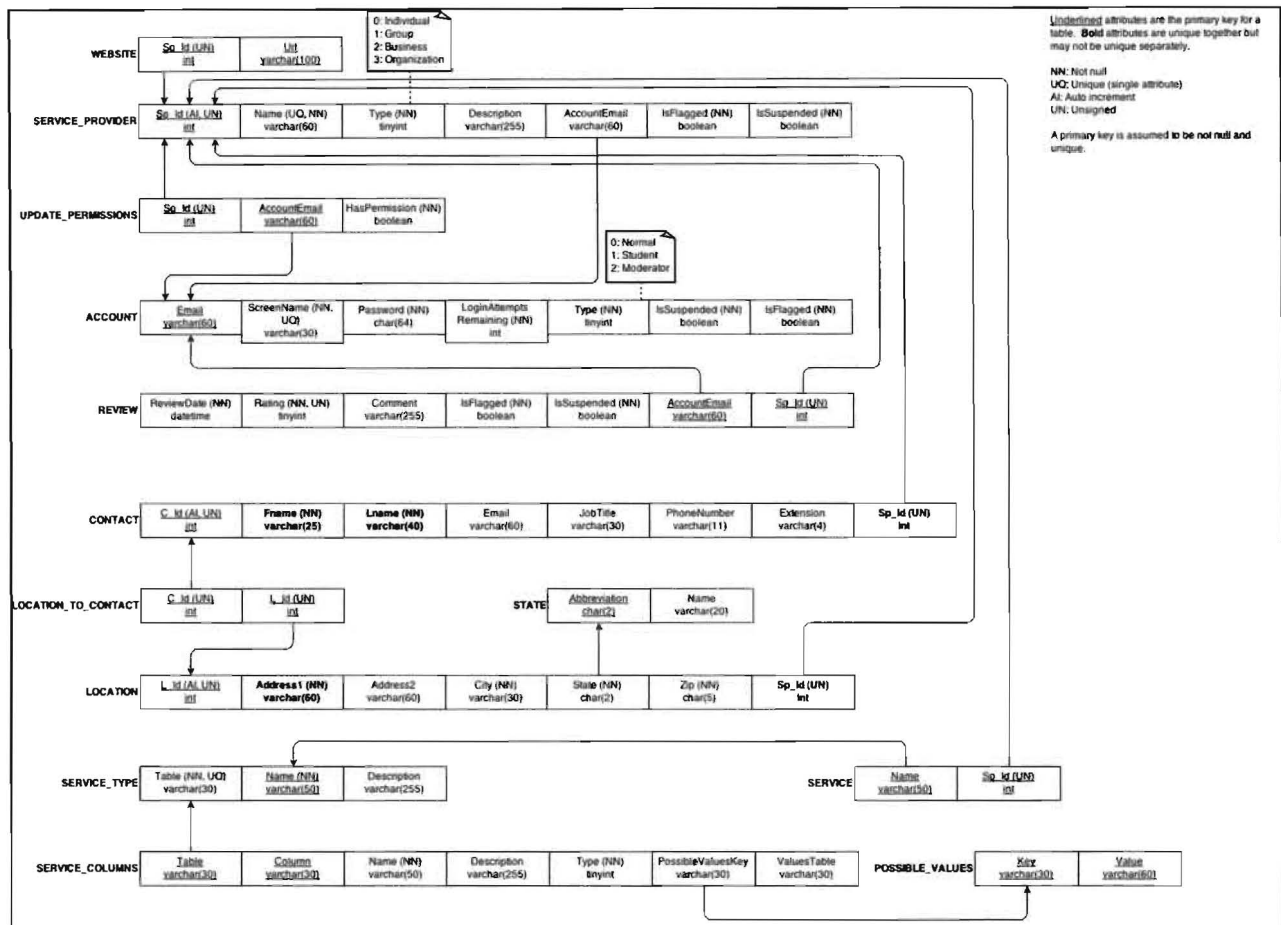 0: Individual
1: Group
2: Business
3: Organization
Underlined attributes are the primary key for a
table. Bold attributes are unique together but
may not be unique separately.
NN: Not null
UQ: Unique (single attribute)
AI: Auto increment
UN: Unsigned
A primary key is assumed to be not null and
unique.
WEBSITE
Sp_Id (UN)
int
Url
varchar(100)
SERVICE_PROVIDER
Sp_Id (AI, UN)
int
Name (UQ, NN)
varchar(60)
Type (NN)
tinyint
Description
varchar(255)
AccountEmail
varchar(60)
IsFlagged (NN)
boolean
IsSuspended (NN)
boolean
UPDATE_PERMISSIONS
Sp_Id (UN)
int
AccountEmail
varchar(60)
HasPermission (NN)
boolean
0: Normal
1: Student
2: Moderator
ACCOUNT
Email
varchar(60)
ScreenName (NN,
UQ)
varchar(30)
Password (NN)
char(64)
LoginAttempts
Remaining (NN)
int
Type (NN)
tinyint
IsSuspended (NN)
boolean
IsFlagged (NN)
boolean
REVIEW
ReviewDate (NN)
datetime
Rating (NN, UN)
tinyint
Comment
varchar(255)
IsFlagged (NN)
boolean
IsSuspended (NN)
boolean
AccountEmail
varchar(60)
Sp_Id (UN)
int
CONTACT
C_Id (AI, UN)
int
Fname (NN)
varchar(25)
Lname (NN)
varchar(40)
Email
varchar(60)
JobTitle
varchar(30)
PhoneNumber
varchar(11)
Extension
varchar(4)
Sp_Id (UN)
int
LOCATION_TO_CONTACT
C_Id (UN)
int
L_Id (UN)
int
STATE
Abbreviation
char(2)
Name
varchar(20)
LOCATION
L_Id (AI, UN)
int
Address1 (NN)
varchar(60)
Address2
varchar(60)
City (NN)
varchar(30)
State (NN)
char(2)
Zip (NN)
char(5)
Sp_Id (UN)
int
SERVICE_TYPE
Table (NN, UQ)
varchar(30)
Name (NN)
varchar(50)
Description
varchar(255)
SERVICE
Name
varchar(50)
Sp_Id (UN)
int
SERVICE_COLUMNS
Table
varchar(30)
Column
varchar(30)
Name (NN)
varchar(50)
Description
varchar(255)
Type (NN)
tinyint
PossibleValuesKey
varchar(30)
ValuesTable
varchar(30)
POSSIBLE_VALUES
Key
varchar(30)
Value
varchar(60)